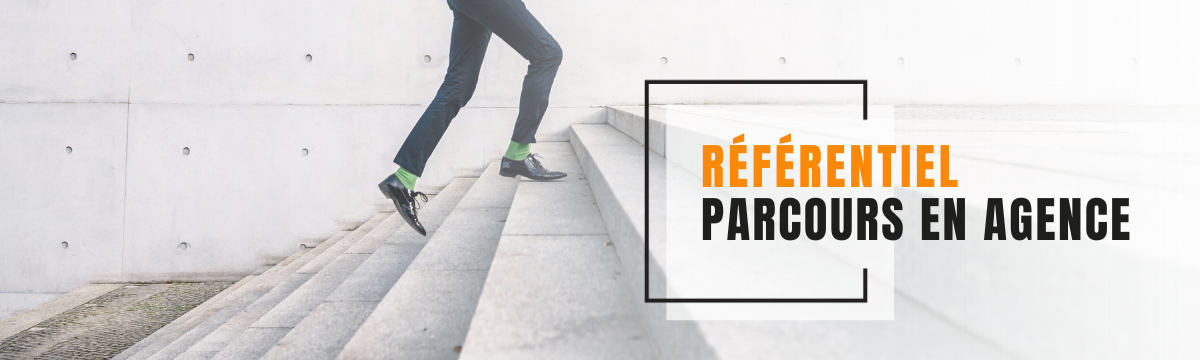 RÉFÉRENTIEL
PARCOURS EN AGENCE